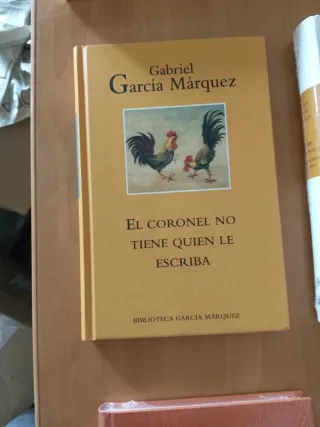 Gabriel
García Márquez
EL CORONEL NO
TIENE QUIEN LE
ESCRIBA
BIBLIOTECA GARCÍA MÁRQUEZ